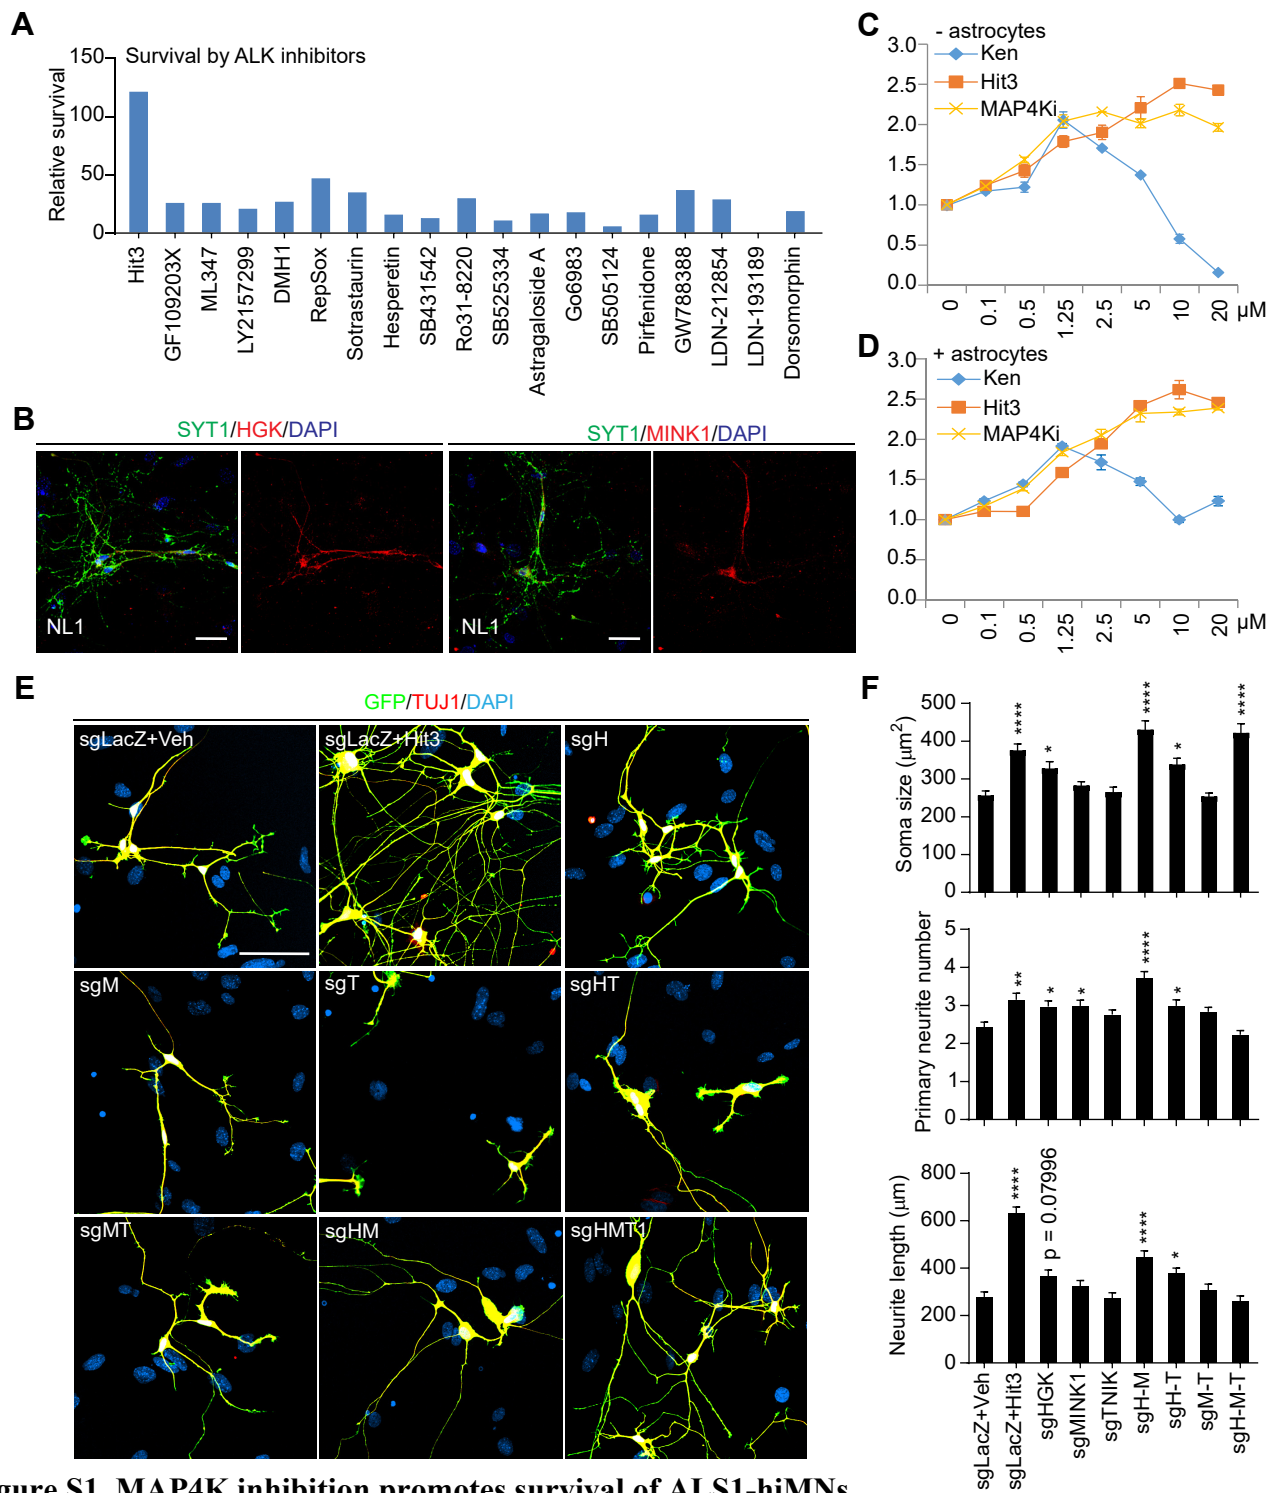 A
Survival by ALK inhibitors
Relative survival
150
100
50
0
Hit3
GF109203X
ML347
LY2157299
DMH1
RepSox
Sotrastaurin
Hesperetin
SB431542
Ro31-8220
SB525334
Astragaloside A
Go6983
SB505124
Pirfenidone
GW788388
LDN-212854
LDN-193189
Dorsomorphin
B
SYT1/HGK/DAPI
SYT1/MINK1/DAPI
NL1
NL1
C
- astrocytes
Ken
Hit3
MAP4Ki
3.0
2.5
2.0
1.5
1.0
0.5
0.0
0 0.1 0.5 1.25 2.5 5 10 20 µM
D
+ astrocytes
Ken
Hit3
MAP4Ki
3.0
2.5
2.0
1.5
1.0
0.5
0.0
0 0.1 0.5 1.25 2.5 5 10 20 µM
E
GFP/TUJ1/DAPI
sgLacZ+Veh
sgLacZ+Hit3
sgH
sgM
sgT
sgHT
sgMT
sgHM
sgHMT1
F
Soma size (µm2)
500
400
300
200
100
0
**** * **** * ****
Primary neurite number
5
4
3
2
1
0
** * * **** *
Neurite length (µm)
800
600
400
200
0
**** p = 0.07996 **** *
sgLacZ+Veh
sgLacZ+Hit3
sgHGK
sgMINK1
sgTNIK
sgH-M
sgH-T
sgM-T
sgH-M-T
gure S1. MAP4K inhibition promotes survival of ALS1-hiMNs